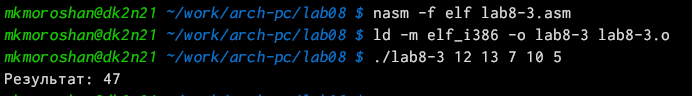 mkmoroshan@dk2n21 ~/work/arch-pc/lab08 $ nasm -f elf lab8-3.asm
mkmoroshan@dk2n21 ~/work/arch-pc/lab08 $ ld -m elf_i386 -o lab8-3 lab8-3.o
mkmoroshan@dk2n21 ~/work/arch-pc/lab08 $ ./lab8-3 12 13 7 10 5
Результат: 47